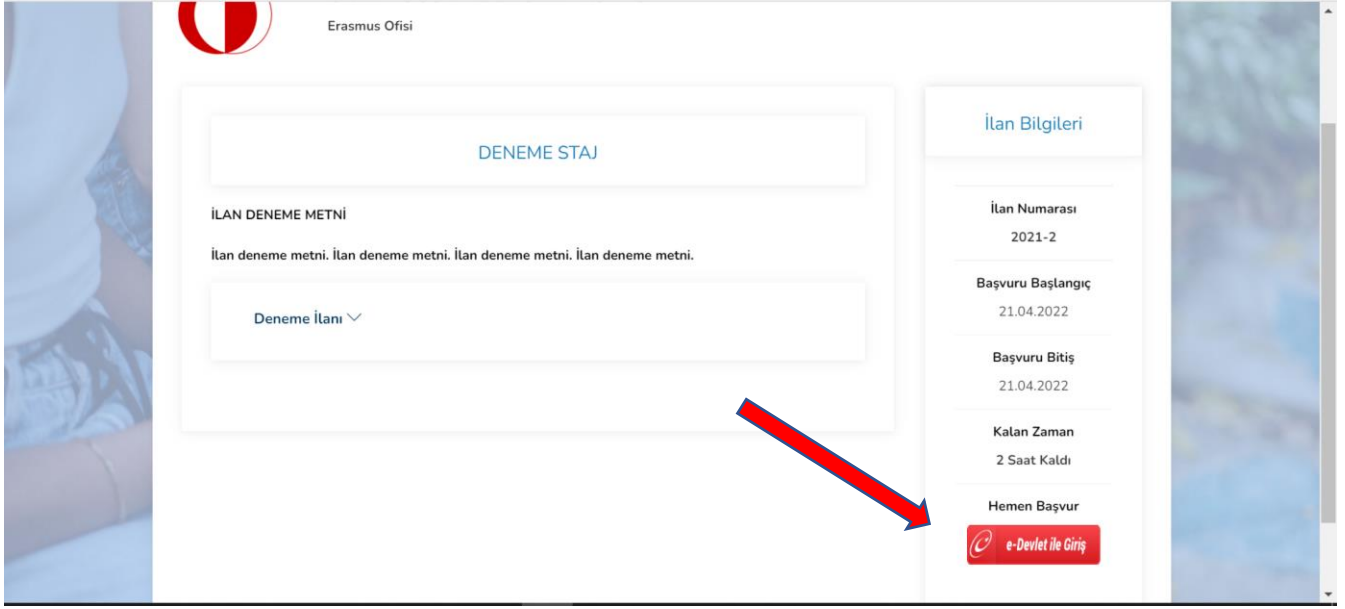 Erasmus Ofisi
DENEME STAJ
İLAN DENEME METNİ
İlan deneme metni. İlan deneme metni. İlan deneme metni. İlan deneme metni.
Deneme İlanı
İlan Bilgileri
İlan Numarası
2021-2
Başvuru Başlangıç
21.04.2022
Başvuru Bitiş
21.04.2022
Kalan Zaman
2 Saat Kaldı
Hemen Başvur
e-Devlet ile Giriş